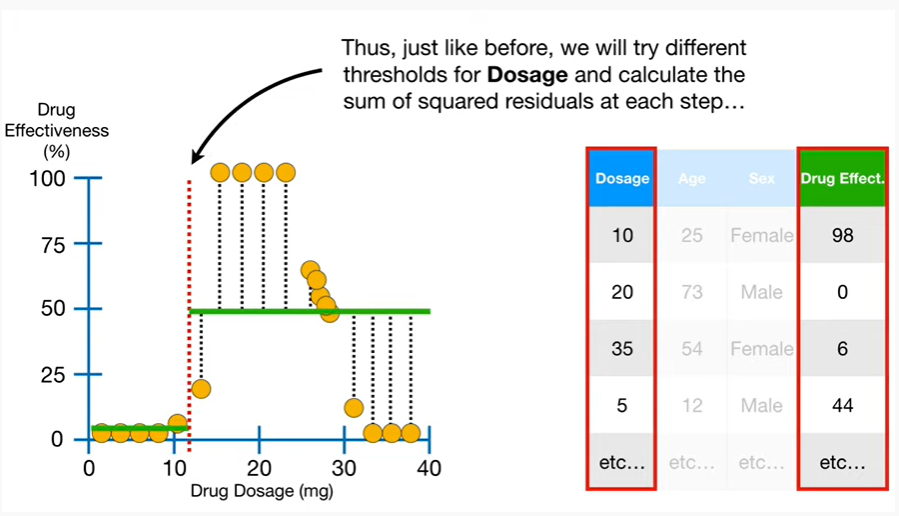 Thus, just like before, we will try different
thresholds for Dosage and calculate the
sum of squared residuals at each step…
Drug
Effectiveness
(%)
100
75
50
25
0
0 10 20 30 40
Drug Dosage (mg)
Dosage Age Sex Drug Effect.
10 25 Female 98
20 73 Male 0
35 54 Female 6
5 12 Male 44
etc… etc… etc… etc…